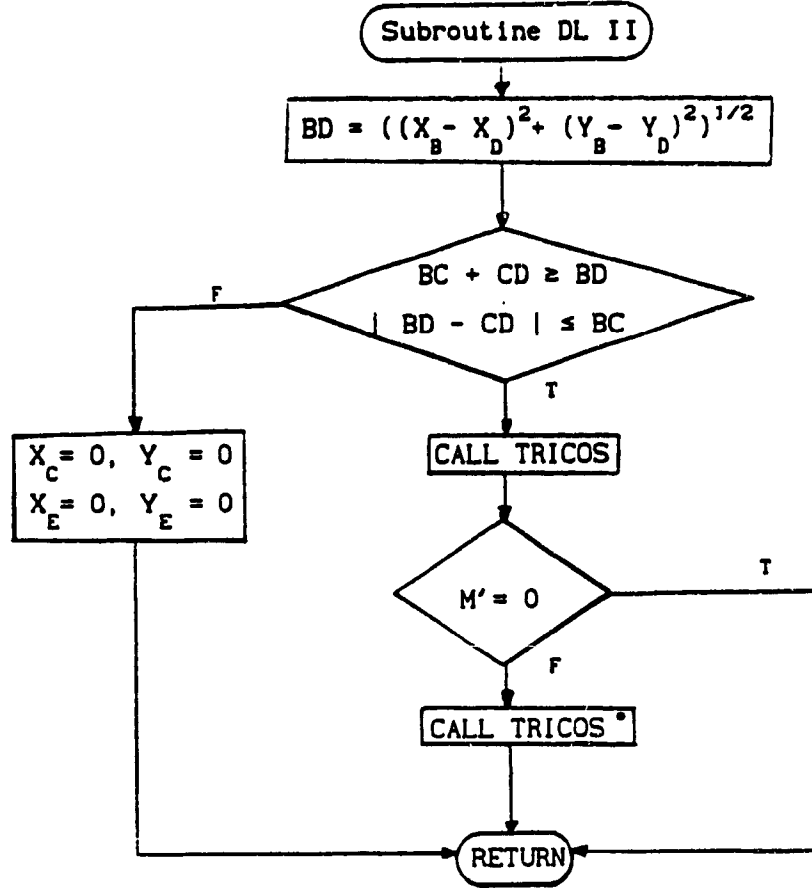 Subroutine DL II
BD = ((X_B - X_D)^2 + (Y_B - Y_D)^2)^1/2
BC + CD ≥ BD
| BD - CD | ≤ BC
F
T
X_C = 0, Y_C = 0
X_E = 0, Y_E = 0
CALL TRICOS
M′ = 0
T
F
CALL TRICOS*
RETURN